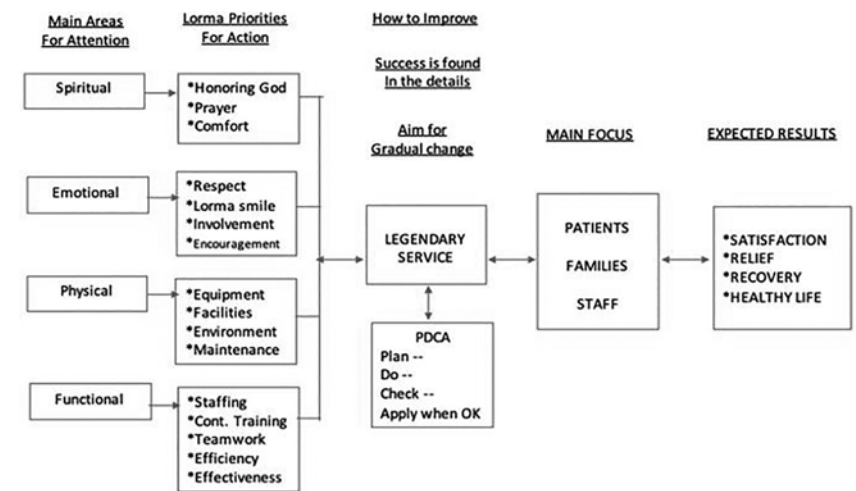 Main Areas
For Attention
Lorma Priorities
For Action
How to Improve
Success is found
In the details
Aim for
Gradual change
MAIN FOCUS
EXPECTED RESULTS
Spiritual
*Honoring God
*Prayer
*Comfort
Emotional
*Respect
*Lorma smile
*Involvement
*Encouragement
Physical
*Equipment
*Facilities
*Environment
*Maintenance
Functional
*Staffing
*Cont. Training
*Teamwork
*Efficiency
*Effectiveness
LEGENDARY
SERVICE
PDCA
Plan --
Do --
Check --
Apply when OK
PATIENTS
FAMILIES
STAFF
*SATISFACTION
*RELIEF
*RECOVERY
*HEALTHY LIFE